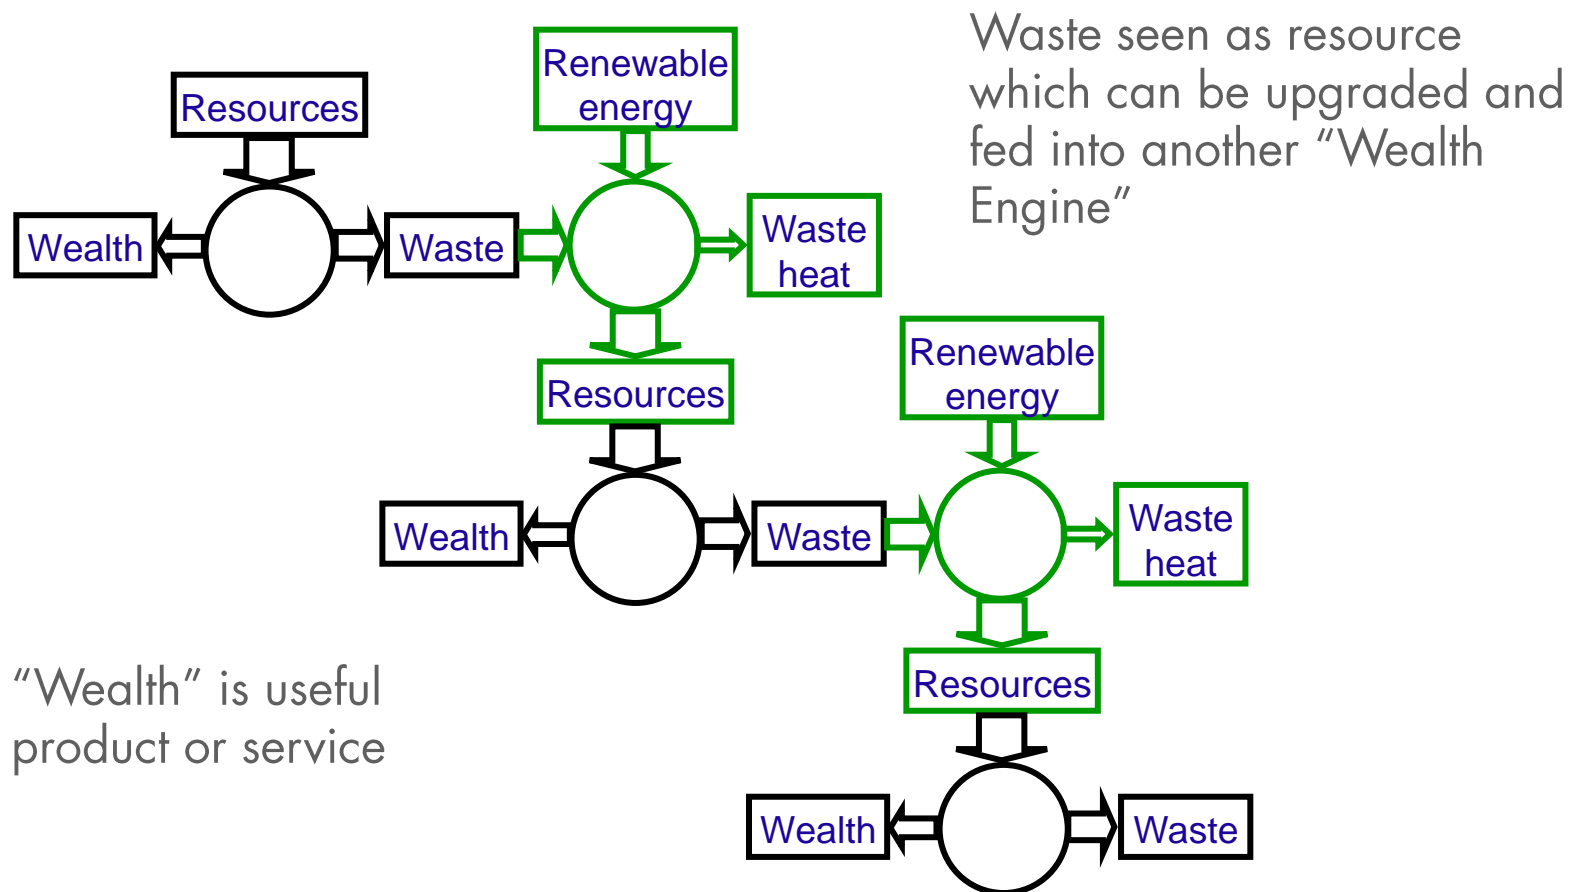 Waste seen as resource
which can be upgraded and
fed into another “Wealth
Engine”
Resources
Renewable
energy
Wealth
Waste
Waste
heat
Resources
Renewable
energy
Wealth
Waste
Waste
heat
“Wealth” is useful
product or service
Resources
Wealth
Waste